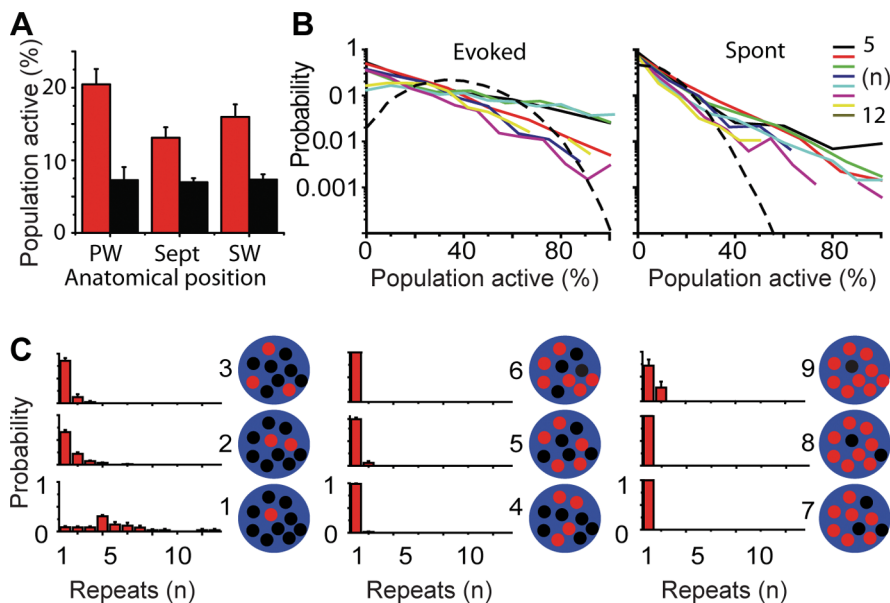 A
Population active (%)
20
10
0
PW Sept SW
Anatomical position
B
Evoked
Spont
5
(n)
12
Probability
1
01
0.01
0.001
0 40 80
0 40 80
Population active (%)
Population active (%)
C
3
6
9
2
5
8
1
4
7
Probability
1
0
1
0
1
0
1 5 10
1 5 10
1 5 10
Repeats (n)
Repeats (n)
Repeats (n)